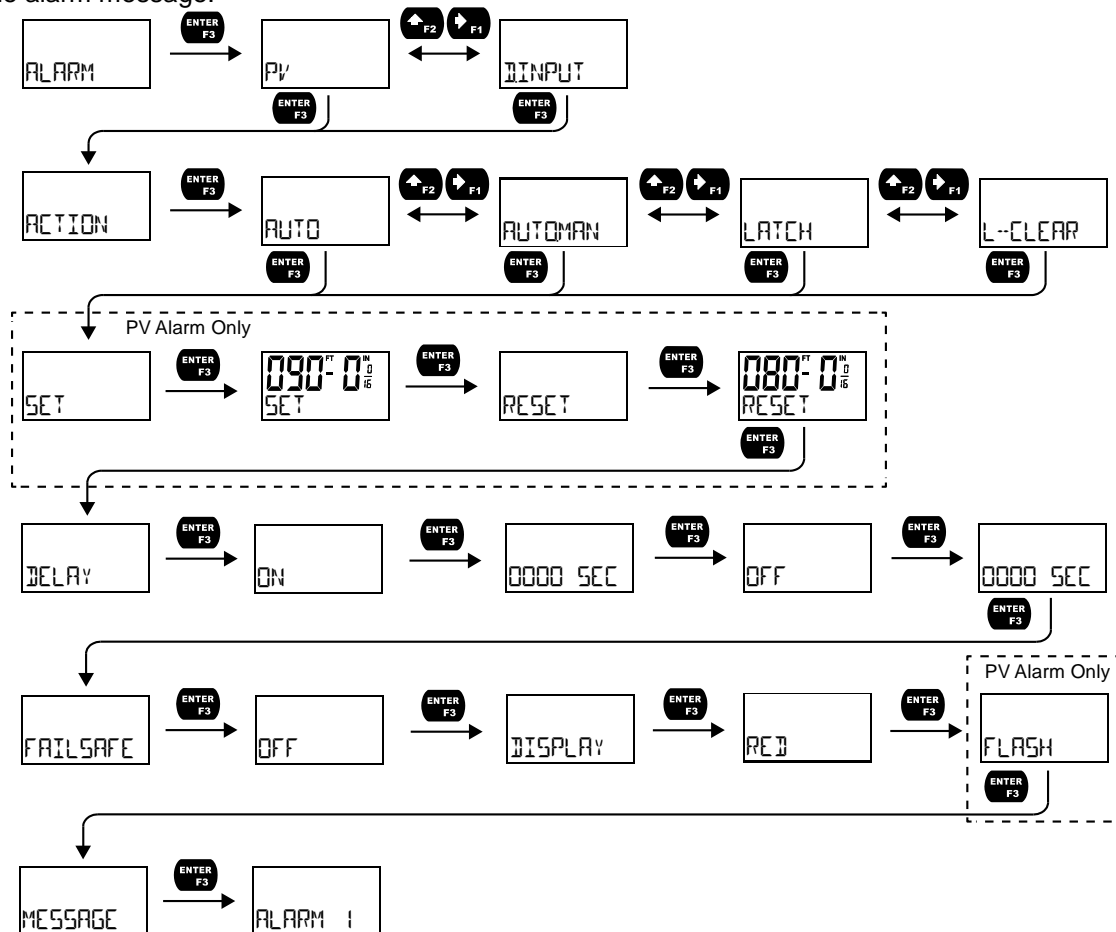 alarm message.
ENTER F3
F2 F1
ALARM
PV
D.INPUT
ENTER F3
ENTER F3
ENTER F3
F2 F1
F2 F1
F2 F1
ACTION
AUTO
AUTOMAN
LATCH
L-CLEAR
ENTER F3
ENTER F3
ENTER F3
ENTER F3
PV Alarm Only
ENTER F3
ENTER F3
ENTER F3
SET
090 FT - 0 IN 0/16
SET
RESET
080 FT - 0 IN 0/16
RESET
ENTER F3
ENTER F3
ENTER F3
ENTER F3
ENTER F3
DELAY
ON
0000 SEC
OFF
0000 SEC
ENTER F3
PV Alarm Only
ENTER F3
ENTER F3
ENTER F3
ENTER F3
FAILSAFE
OFF
DISPLAY
RED
FLASH
ENTER F3
ENTER F3
MESSAGE
ALARM 1